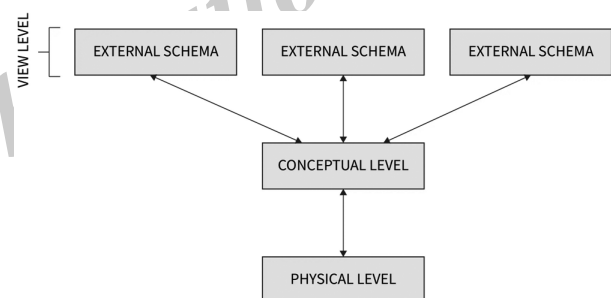 VIEW LEVEL
EXTERNAL SCHEMA
EXTERNAL SCHEMA
EXTERNAL SCHEMA
CONCEPTUAL LEVEL
PHYSICAL LEVEL